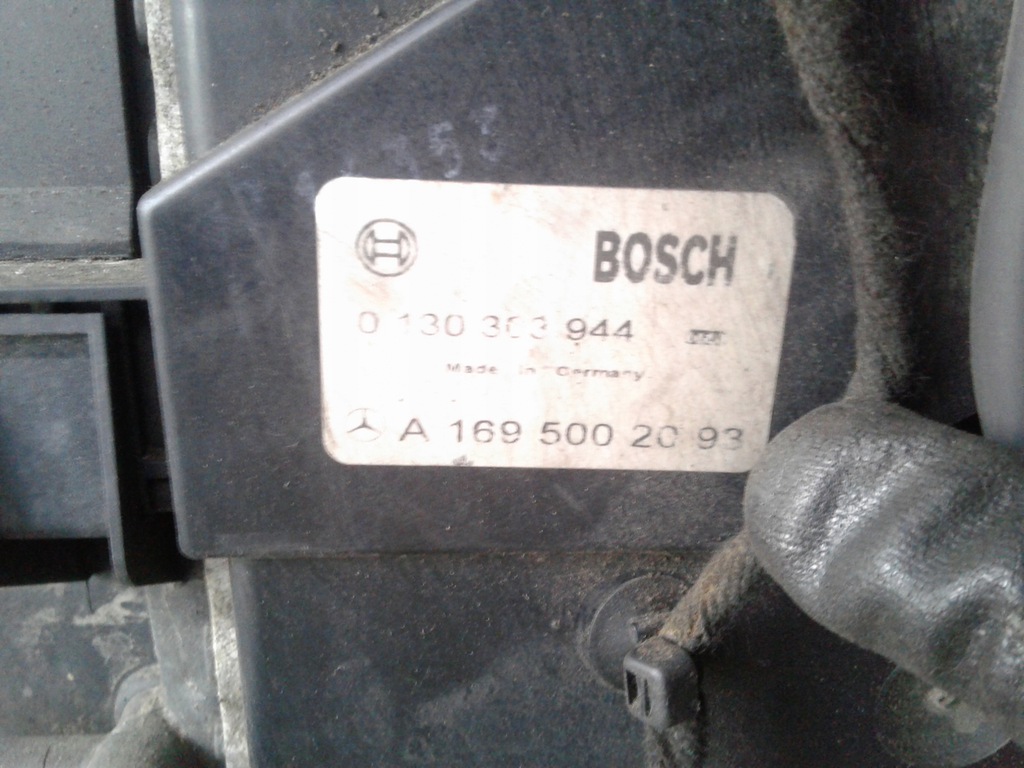 BOSCH
0 130 303 944
Made in Germany
A 169 500 20 93